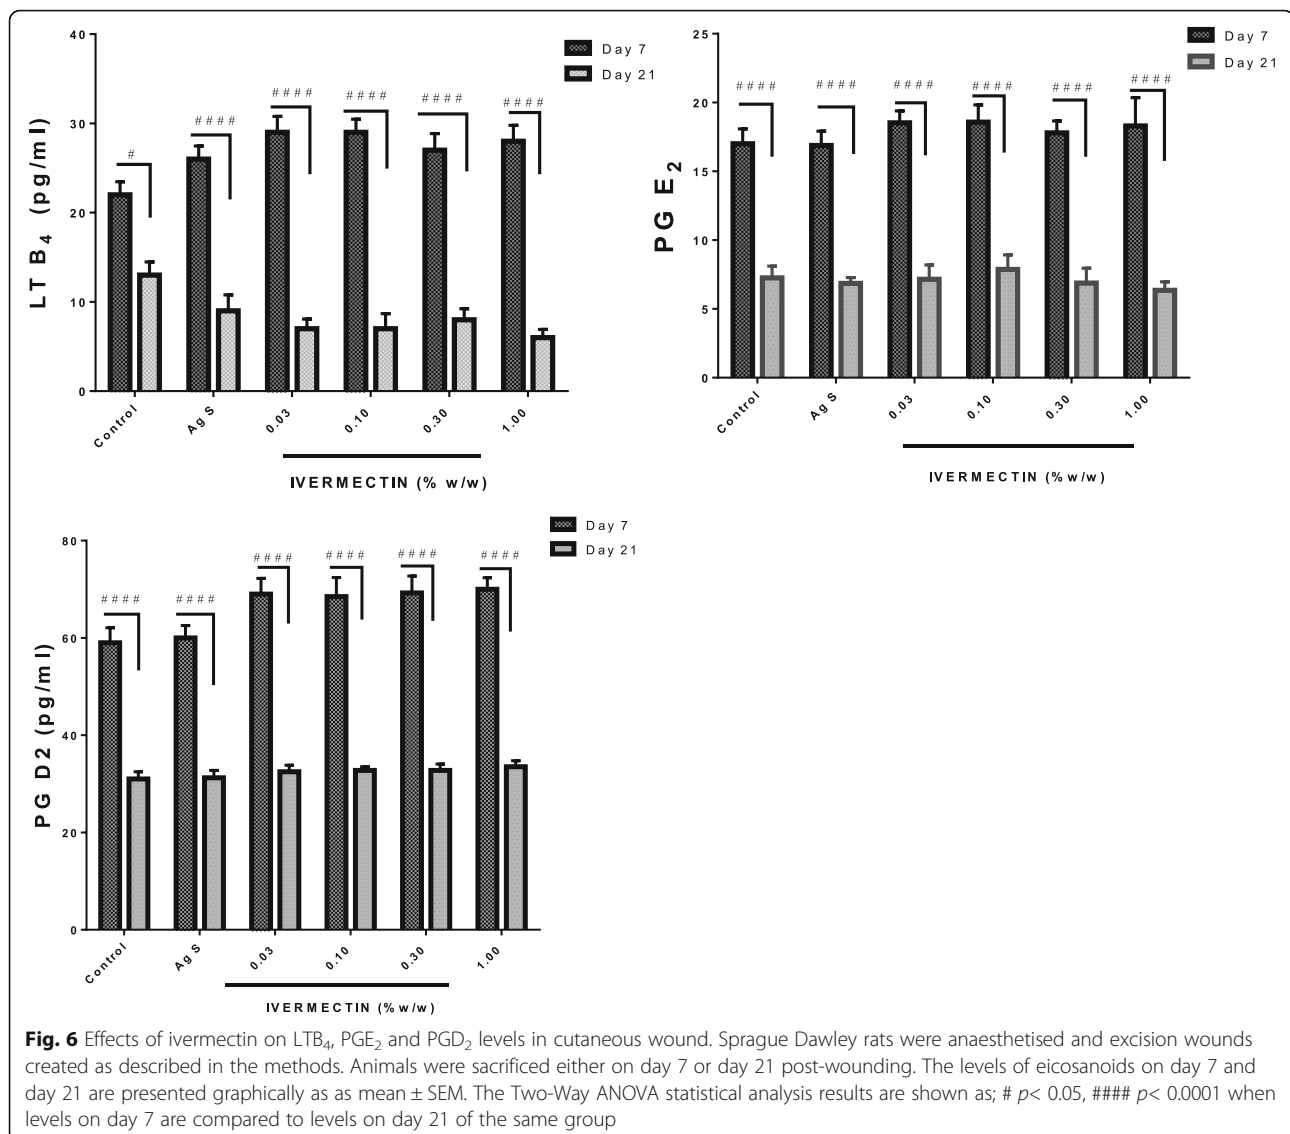 40
30
20
10
0
LT B4 (pg/ml)
Day 7
Day 21
#
####
####
####
####
####
Control
AgS
0.03
0.10
0.30
1.00
IVERMECTIN (% w/w)
25
20
15
10
5
0
PG E2
Day 7
Day 21
####
####
####
####
####
####
Control
AgS
0.03
0.10
0.30
1.00
IVERMECTIN (% w/w)
80
60
40
20
0
PG D2 (pg/ml)
Day 7
Day 21
####
####
####
####
####
####
Control
AgS
0.03
0.10
0.30
1.00
IVERMECTIN (% w/w)
Fig. 6 Effects of ivermectin on LTB4, PGE2 and PGD2 levels in cutaneous wound. Sprague Dawley rats were anaesthetised and excision wounds
created as described in the methods. Animals were sacrificed either on day 7 or day 21 post-wounding. The levels of eicosanoids on day 7 and
day 21 are presented graphically as as mean ± SEM. The Two-Way ANOVA statistical analysis results are shown as; # p< 0.05, #### p< 0.0001 when
levels on day 7 are compared to levels on day 21 of the same group